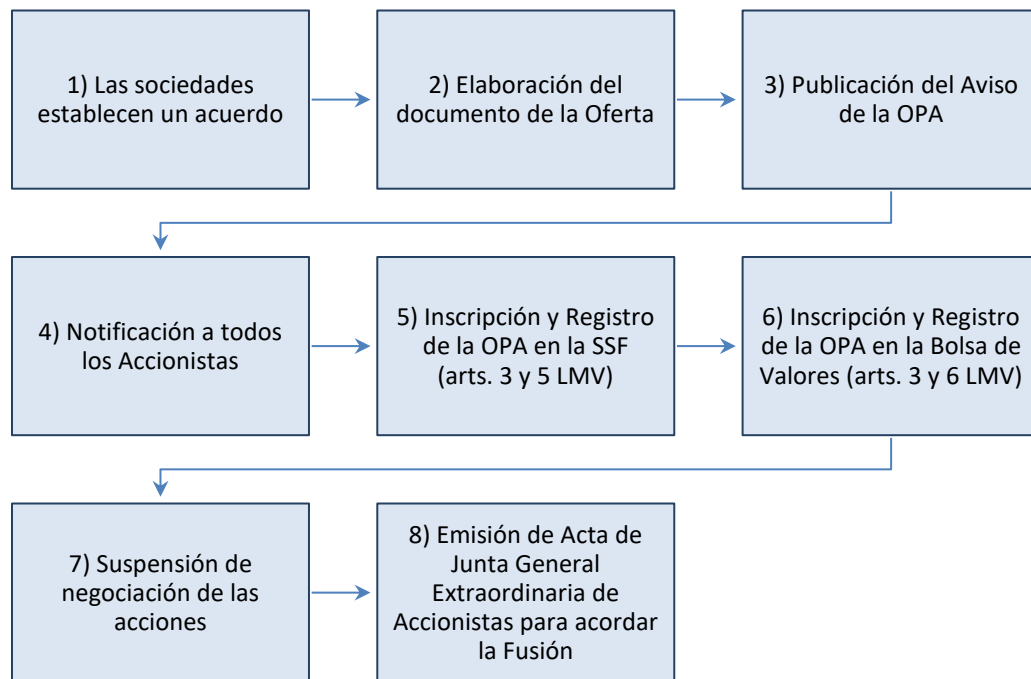 1) Las sociedades
establecen un acuerdo
2) Elaboración del
documento de la Oferta
3) Publicación del Aviso
de la OPA
4) Notificación a todos
los Accionistas
5) Inscripción y Registro
de la OPA en la SSF
(arts. 3 y 5 LMV)
6) Inscripción y Registro
de la OPA en la Bolsa de
Valores (arts. 3 y 6 LMV)
7) Suspensión de
negociación de las
acciones
8) Emisión de Acta de
Junta General
Extraordinaria de
Accionistas para acordar
la Fusión